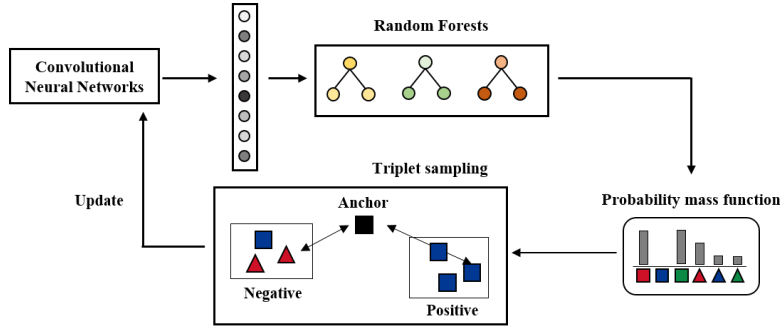 Random Forests
Convolutional
Neural Networks
Triplet sampling
Update
Anchor
Probability mass function
Negative
Positive